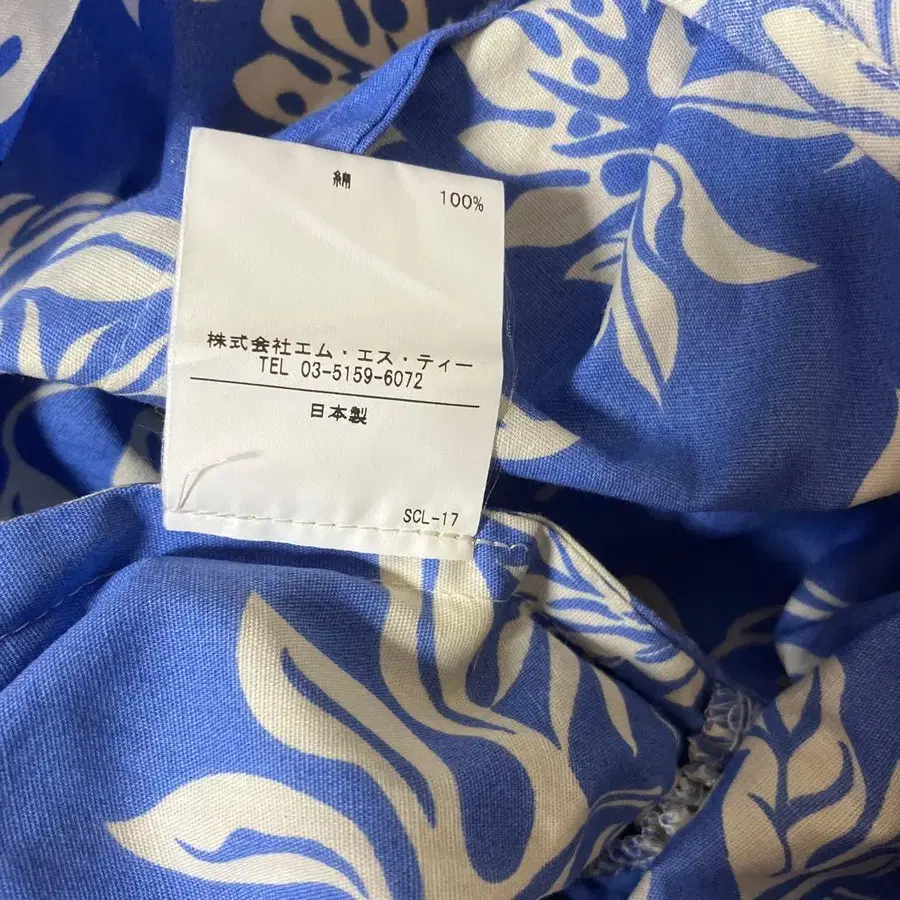 綿 100%
株式会社エム・エス・ティー
TEL 03-5159-6072
日本製
SCL-17